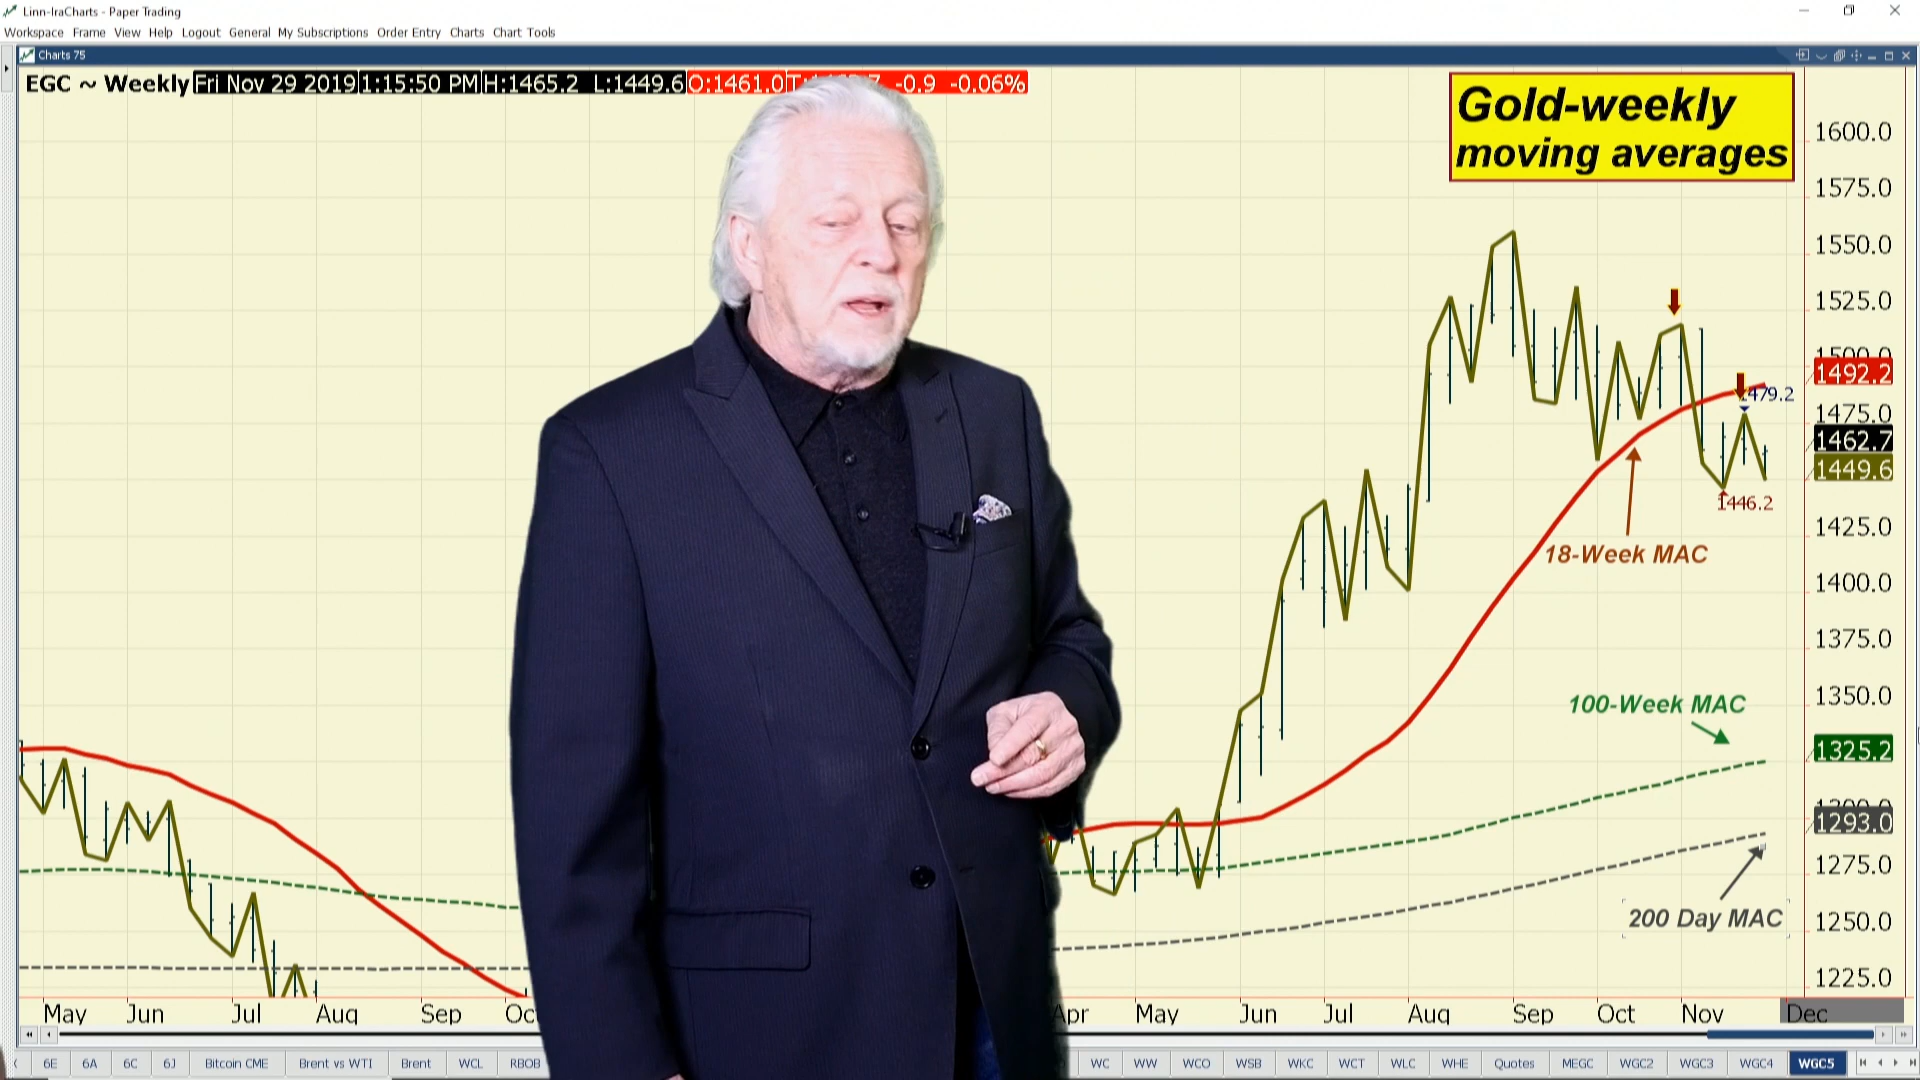 Linn-IraCharts - Paper Trading
Workspace Frame View Help Logout General My Subscriptions Order Entry Charts Chart Tools
Charts 75
EGC ~ Weekly Fri Nov 29 2019 1:15:50 PM H:1465.2 L:1449.6 O:1461.0 -0.9 -0.06%
Gold-weekly
moving averages
1600.0
1575.0
1550.0
1525.0
1500.0
1492.2
1479.2
1475.0
1462.7
1449.6
1446.2
1425.0
18-Week MAC
1400.0
1375.0
1350.0
100-Week MAC
1325.2
1300.0
1293.0
1275.0
200 Day MAC
1250.0
1225.0
May Jun Jul Aug Sep Apr May Jun Jul Aug Sep Oct Nov Dec
6E 6A 6C 6J Bitcoin CME Brent vs WTI Brent WCL RBOB WC WW WCO WSB WKC WCT WLC WHE Quotes MEGC WGC2 WGC3 WGC4 WGC5